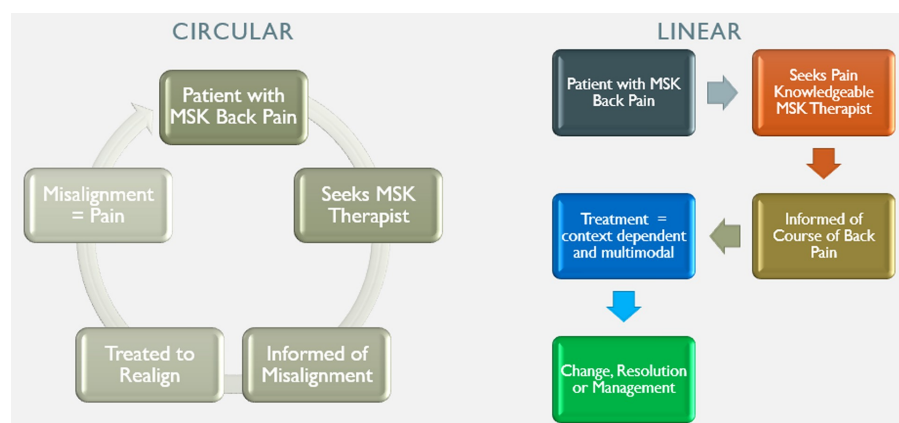 CIRCULAR
Patient with
MSK Back Pain
Seeks MSK
Therapist
Informed of
Misalignment
Treated to
Realign
Misalignment
= Pain
LINEAR
Patient with MSK
Back Pain
Seeks Pain
Knowledgeable
MSK Therapist
Informed of
Course of Back
Pain
Treatment =
context dependent
and multimodal
Change, Resolution
or Management